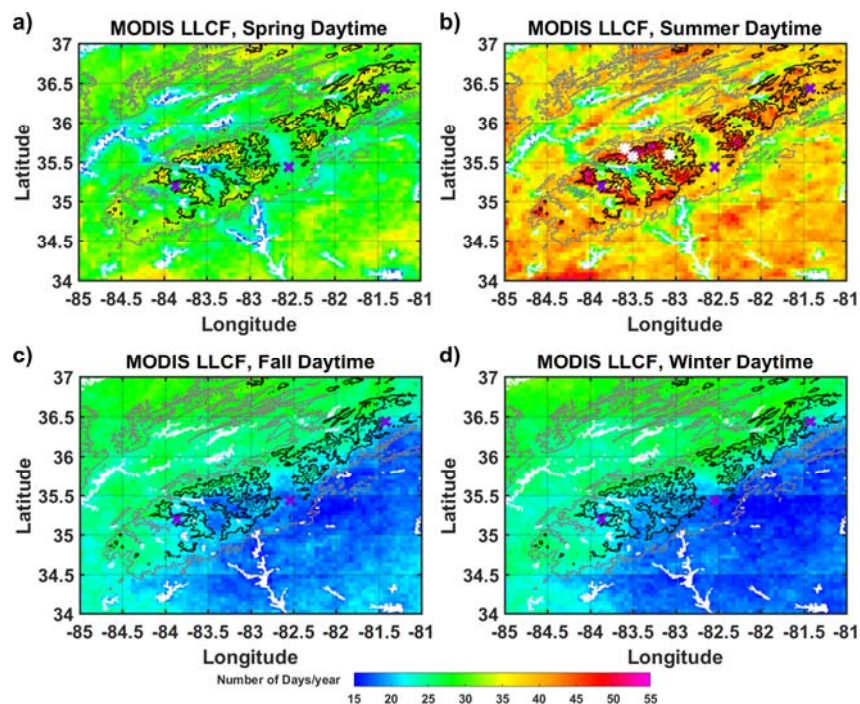 a)
MODIS LLCF, Spring Daytime
37
36.5
36
35.5
35
34.5
34
Latitude
-85 -84.5 -84 -83.5 -83 -82.5 -82 -81.5 -81
Longitude
b)
MODIS LLCF, Summer Daytime
37
36.5
36
35.5
35
34.5
34
Latitude
-85 -84.5 -84 -83.5 -83 -82.5 -82 -81.5 -81
Longitude
c)
MODIS LLCF, Fall Daytime
37
36.5
36
35.5
35
34.5
34
Latitude
-85 -84.5 -84 -83.5 -83 -82.5 -82 -81.5 -81
Longitude
d)
MODIS LLCF, Winter Daytime
37
36.5
36
35.5
35
34.5
34
Latitude
-85 -84.5 -84 -83.5 -83 -82.5 -82 -81.5 -81
Longitude
Number of Days/year
15 20 25 30 35 40 45 50 55